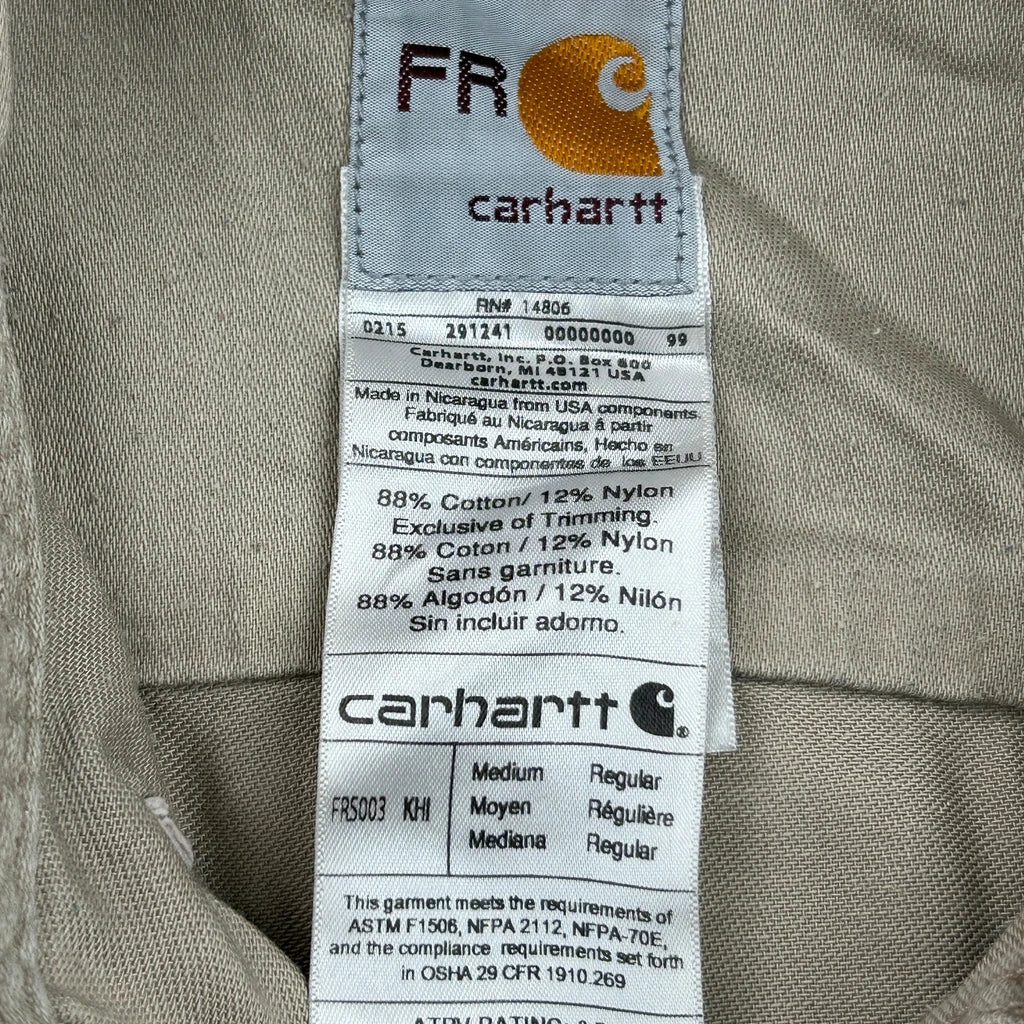 FR
carhartt
RN# 14806
0215 291241 00000000 99
Carhartt, Inc. P.O. Box 600
Dearborn, MI 48121 USA
carhartt.com
Made in Nicaragua from USA components
Fabriqué au Nicaragua à partir
composants Américains, Hecho en
Nicaragua con componentes de los EEUU
88% Cotton/ 12% Nylon
Exclusive of Trimming.
88% Coton / 12% Nylon
Sans garniture.
88% Algodón / 12% Nilón
Sin incluir adorno.
carhartt ®
FRS003 KHI
Medium Regular
Moyen Régulière
Mediana Regular
This garment meets the requirements of
ASTM F1506, NFPA 2112, NFPA-70E,
and the compliance requirements set forth
in OSHA 29 CFR 1910.269
ATPV RATING